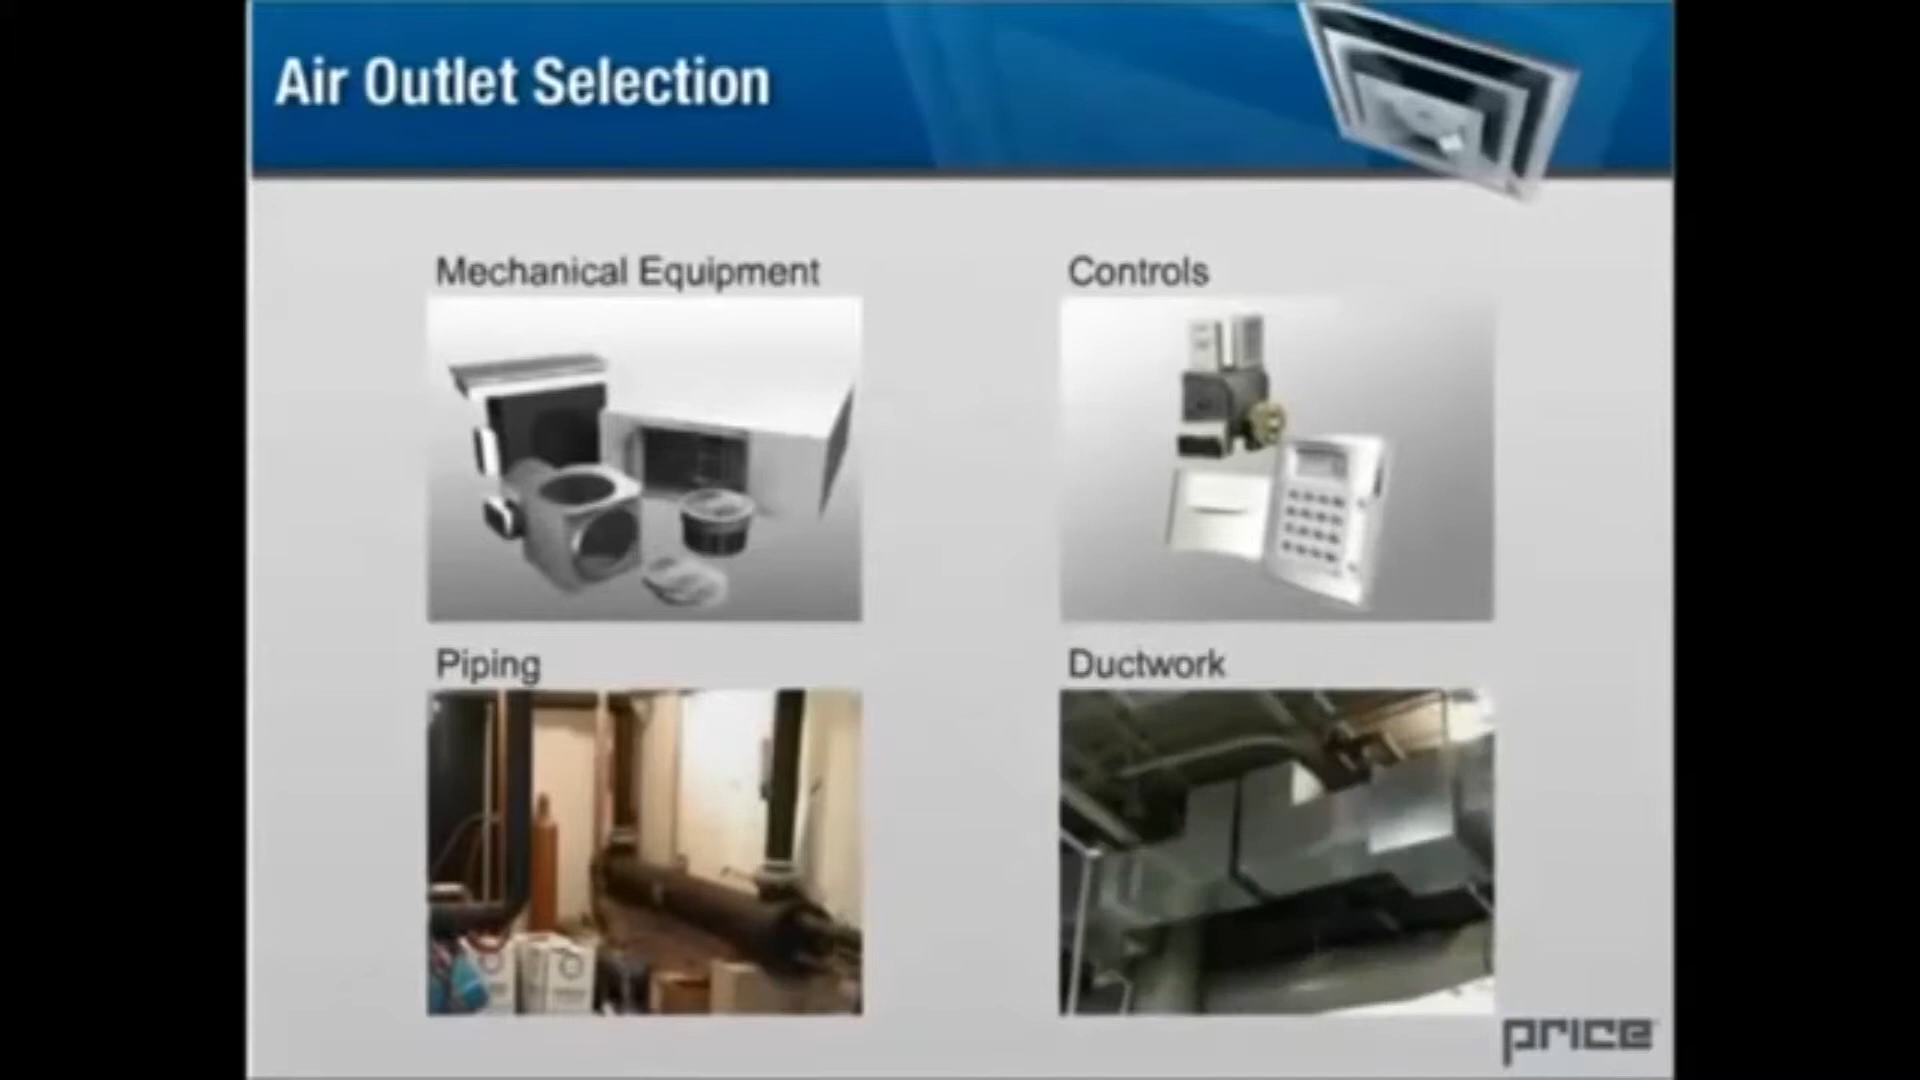 Air Outlet Selection
Mechanical Equipment
Controls
Piping
Ductwork
price